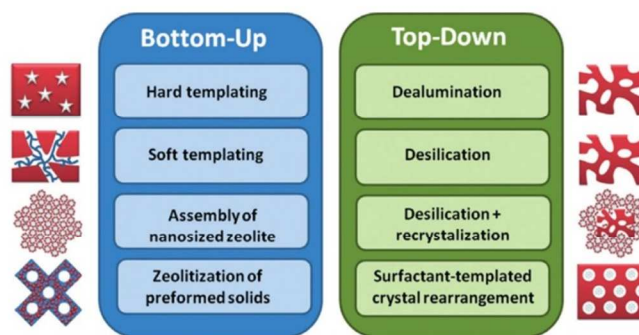 Bottom-Up
Hard templating
Soft templating
Assembly of
nanosized zeolite
Zeolitization of
preformed solids
Top-Down
Dealumination
Desilication
Desilication +
recrystalization
Surfactant-templated
crystal rearrangement